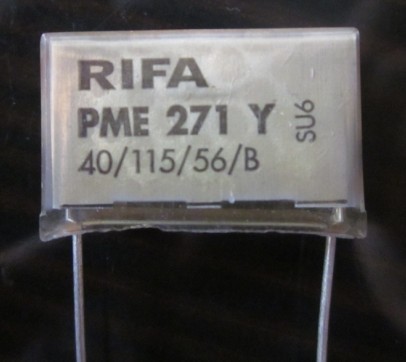 RIFA
PME 271 Y
SU6
40/115/56/B